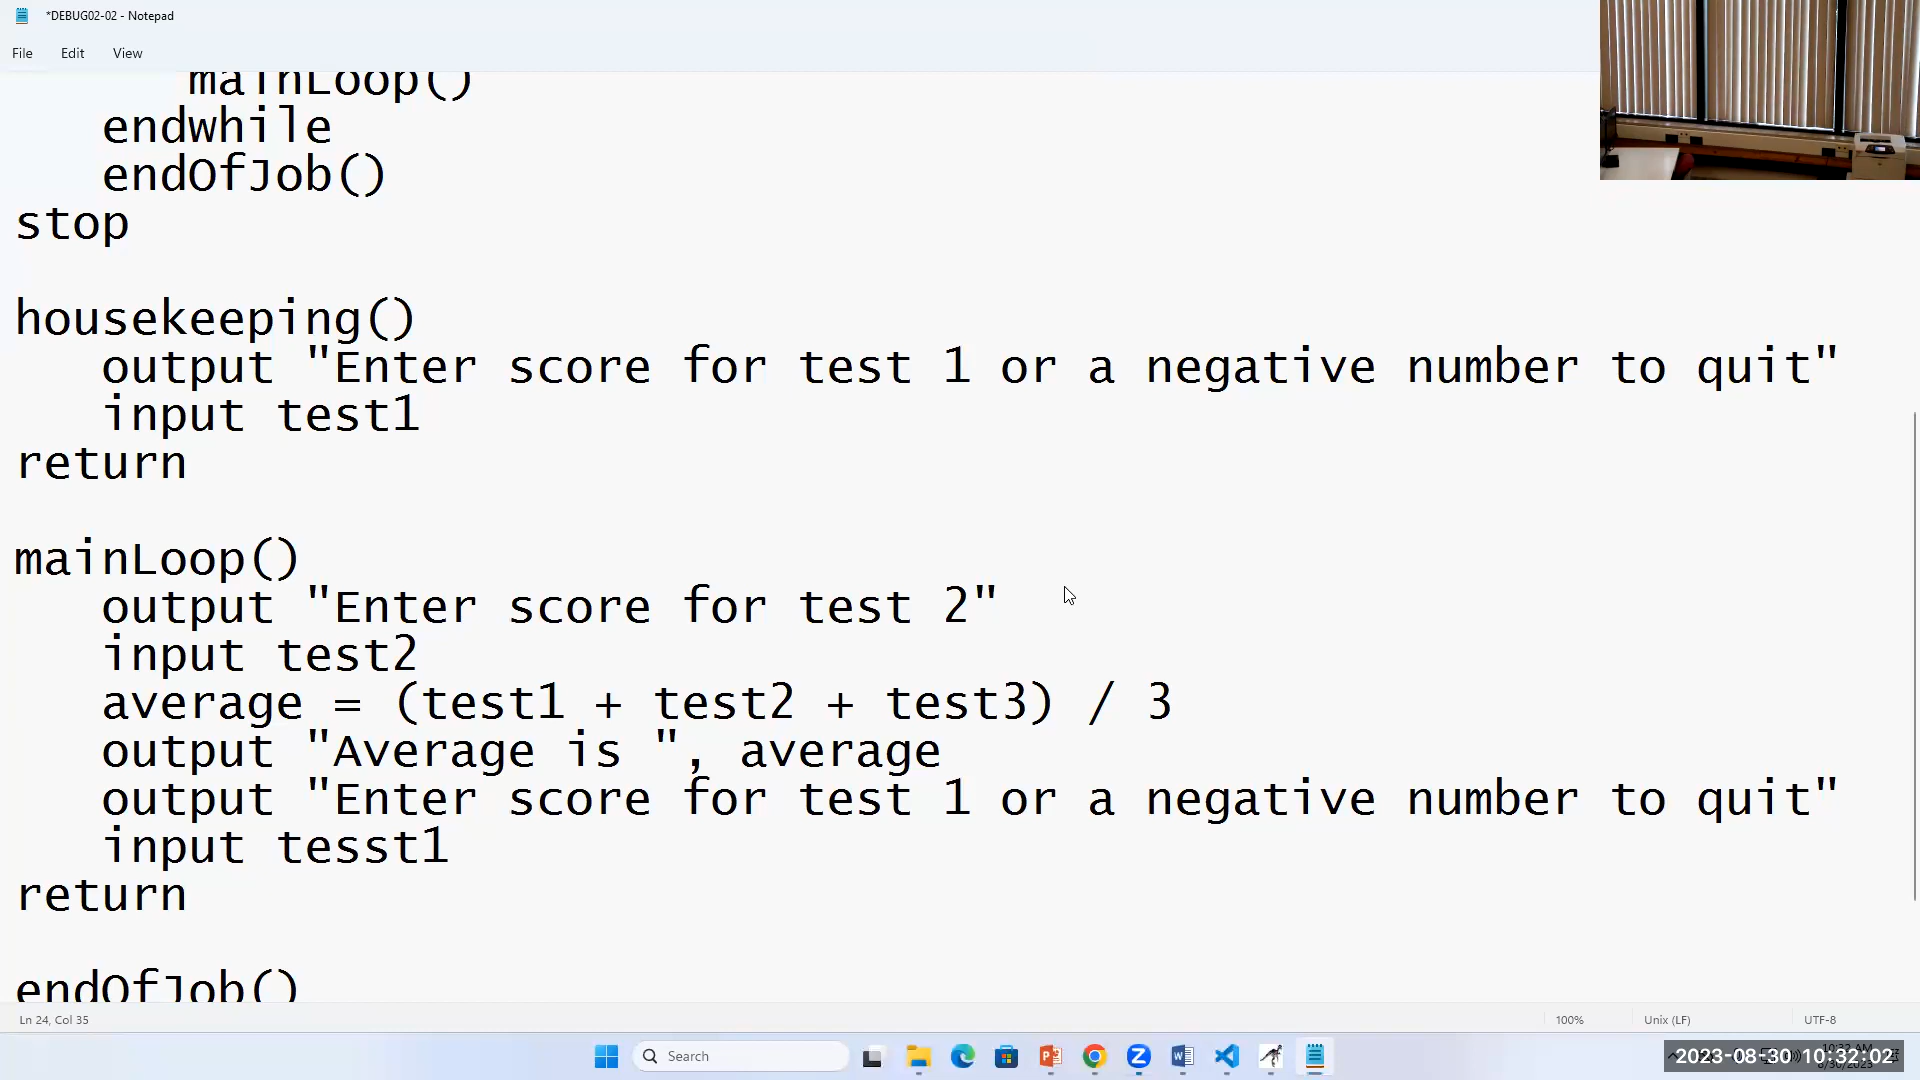 *DEBUG02-02 - Notepad
File Edit View
mainLoop()
endwhile
endOfJob()
stop
housekeeping()
output "Enter score for test 1 or a negative number to quit"
input test1
return
mainLoop()
output "Enter score for test 2"
input test2
average = (test1 + test2 + test3) / 3
output "Average is ", average
output "Enter score for test 1 or a negative number to quit"
input tesst1
return
endOfJob()
Ln 24, Col 35
100%
Unix (LF)
UTF-8
Search
2023-08-30 10:32:02